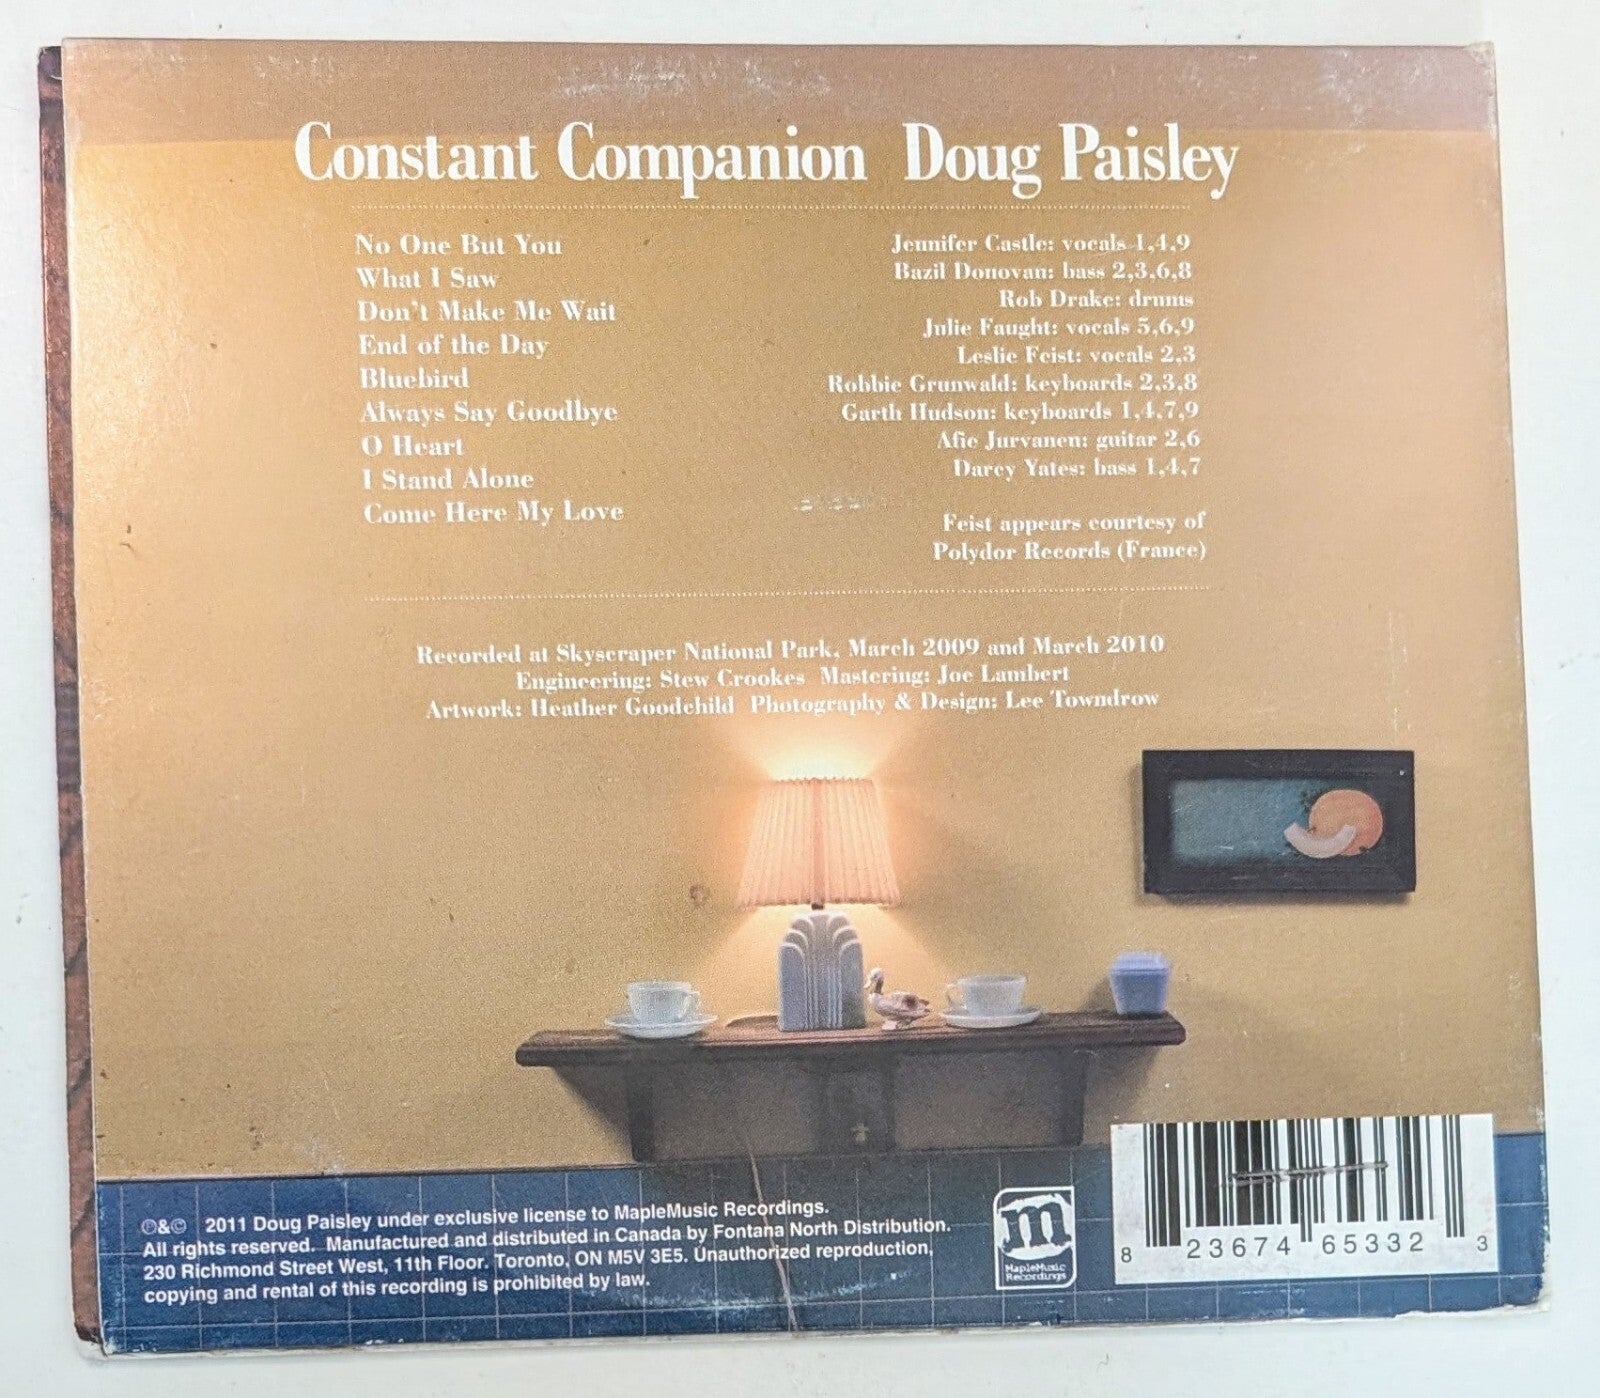 Constant Companion Doug Paisley
No One But You
What I Saw
Don't Make Me Wait
End of the Day
Bluebird
Always Say Goodbye
O Heart
I Stand Alone
Come Here My Love
Jennifer Castle: vocals 1,4,9
Bazil Donovan: bass 2,3,6,8
Rob Drake: drums
Julie Faught: vocals 5,6,9
Leslie Feist: vocals 2,3
Robbie Grunwald: keyboards 2,3,8
Garth Hudson: keyboards 1,4,7,9
Afie Jurvanen: guitar 2,6
Darcy Yates: bass 1,4,7
Feist appears courtesy of
Polydor Records (France)
Recorded at Skyscraper National Park, March 2009 and March 2010
Engineering: Stew Crookes Mastering: Joe Lambert
Artwork: Heather Goodchild Photography & Design: Lee Towndrow
℗&© 2011 Doug Paisley under exclusive license to MapleMusic Recordings.
All rights reserved. Manufactured and distributed in Canada by Fontana North Distribution.
230 Richmond Street West, 11th Floor. Toronto, ON M5V 3E5. Unauthorized reproduction,
copying and rental of this recording is prohibited by law.
m
MapleMusic
Recordings
8 23674 65332 3